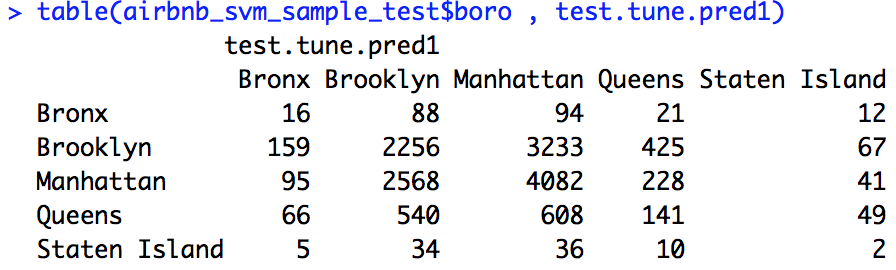 > table(airbnb_svm_sample_test$boro , test.tune.pred1)
test.tune.pred1
Bronx Brooklyn Manhattan Queens Staten Island
Bronx 16 88 94 21 12
Brooklyn 159 2256 3233 425 67
Manhattan 95 2568 4082 228 41
Queens 66 540 608 141 49
Staten Island 5 34 36 10 2